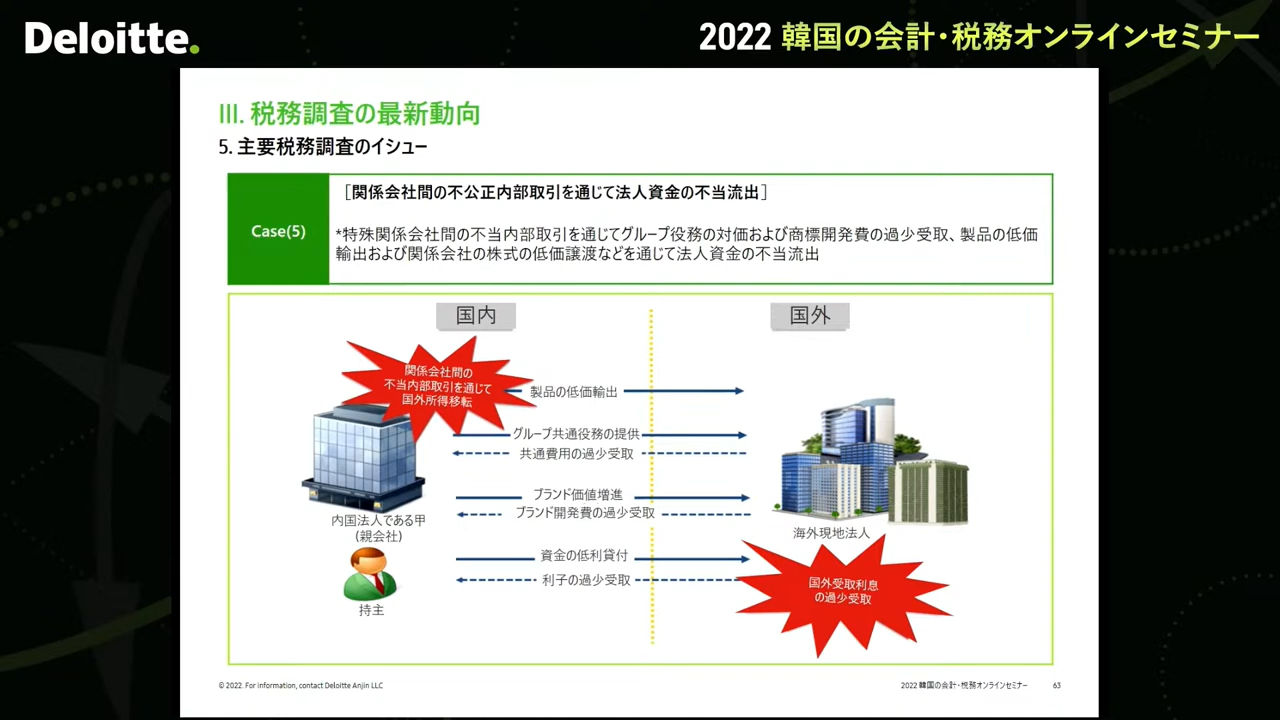 Deloitte.
2022 韓国の会計・税務オンラインセミナー
III. 税務調査の最新動向
5. 主要税務調査のイシュー
Case(5)
［関係会社間の不公正内部取引を通じて法人資金の不当流出］
*特殊関係会社間の不当内部取引を通じてグループ役務の対価および商標開発費の過少受取、製品の低価
輸出および関係会社の株式の低価譲渡などを通じて法人資金の不当流出
国内
国外
関係会社間の
不当内部取引を通じて
国外所得移転
製品の低価輸出
グループ共通役務の提供
共通費用の過少受取
ブランド価値増進
ブランド開発費の過少受取
内国法人である甲
(親会社)
海外現地法人
資金の低利貸付
利子の過少受取
国外受取利息
の過少受取
持主
© 2022. For information, contact Deloitte Anjin LLC
2022 韓国の会計・税務オンラインセミナー
63